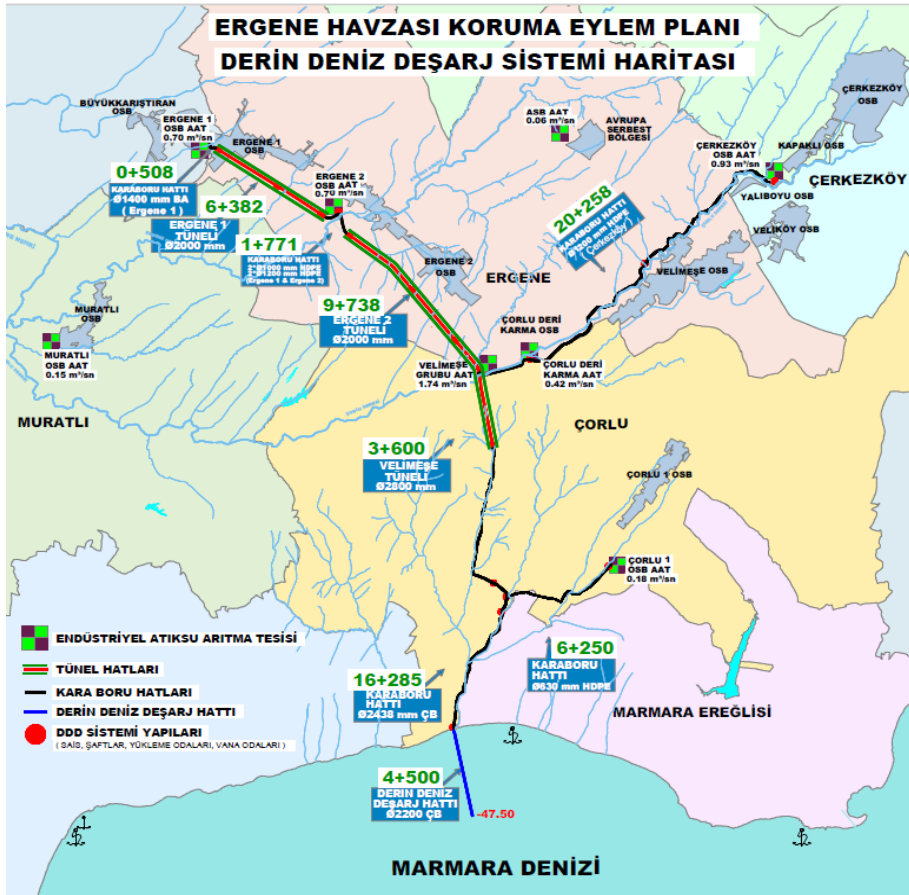 ERGENE HAVZASI KORUMA EYLEM PLANI
DERİN DENİZ DEŞARJ SİSTEMİ HARİTASI
BÜYÜKKARIŞTIRAN
OSB
ERGENE 1
OSB AAT
0.70 m³/sn
ERGENE 1
OSB
0+508
KARABORU HATTI
Ø1400 mm BA
( Ergene 1 )
6+382
ERGENE 1
TÜNELİ
Ø2000 mm
ERGENE 2
OSB AAT
0.70 m³/sn
1+771
KARABORU HATTI
(Ergene 1 & Ergene 2)
ERGENE 2
OSB
9+738
ERGENE 2
TÜNELİ
Ø2000 mm
ASB AAT
0.06 m³/sn
AVRUPA
SERBEST
BÖLGESİ
ÇERKEZKÖY
OSB
ÇERKEZKÖY
OSB AAT
0.93 m³/sn
KAPAKLI OSB
ÇERKEZKÖY
YALIBOYU OSB
VELİKÖY
OSB
20+258
KARABORU HATTI
Ø1200 mm HDPE
( Çerkezköy )
ERGENE
VELİMEŞE OSB
MURATLI
OSB
MURATLI
OSB AAT
0.15 m³/sn
MURATLI
ÇORLU DERİ
KARMA OSB
VELİMEŞE
GRUBU AAT
1.74 m³/sn
ÇORLU DERİ
KARMA AAT
0.42 m³/sn
3+600
VELİMEŞE
TÜNELİ
Ø2800 mm
ÇORLU
ÇORLU 1 OSB
ÇORLU 1
OSB AAT
0.18 m³/sn
6+250
KARABORU
HATTI
Ø630 mm HDPE
16+285
KARABORU
HATTI
Ø2438 mm ÇB
MARMARA EREĞLİSİ
ENDÜSTRİYEL ATIKSU ARITMA TESİSİ
TÜNEL HATLARI
KARA BORU HATLARI
DERİN DENİZ DEŞARJ HATTI
DDD SİSTEMİ YAPILARI
( SAİS, ŞAFTLAR, YÜKLEME ODALARI, VANA ODALARI )
4+500
DERİN DENİZ
DEŞARJ HATTI
Ø2200 ÇB
-47.50
MARMARA DENİZİ